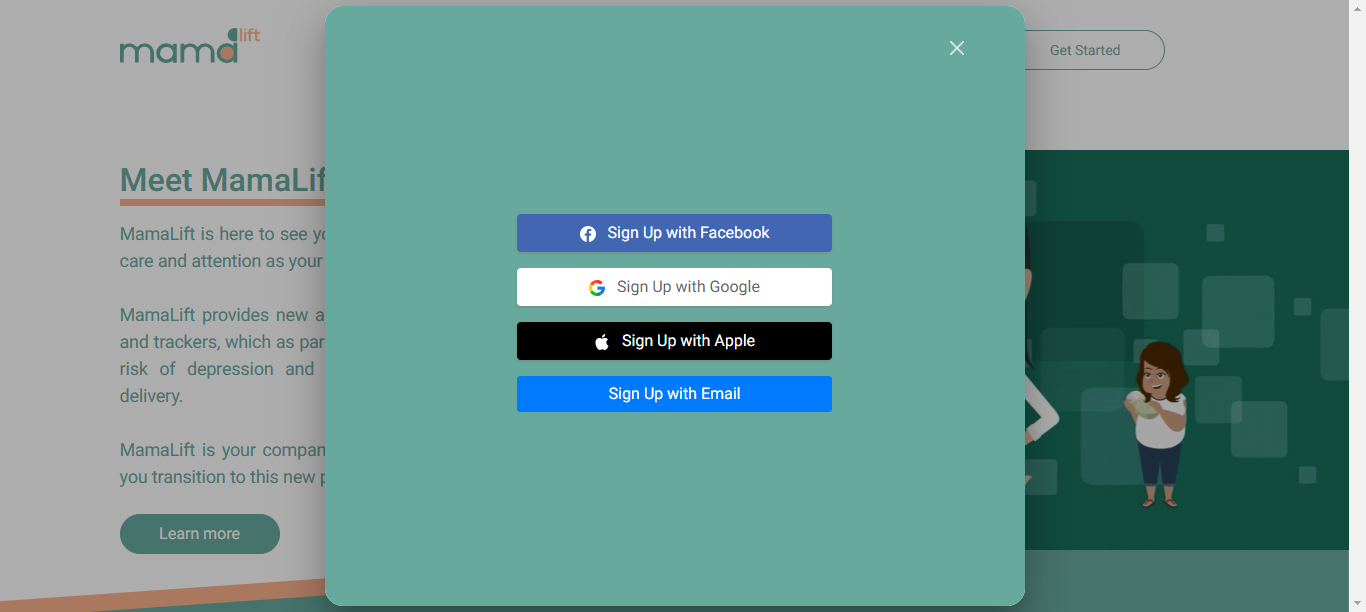 mama lift
Get Started
Meet MamaLif
MamaLift is here to see yo
care and attention as your
MamaLift provides new a
and trackers, which as par
risk of depression and
delivery.
MamaLift is your compan
you transition to this new p
Learn more
Sign Up with Facebook
Sign Up with Google
Sign Up with Apple
Sign Up with Email